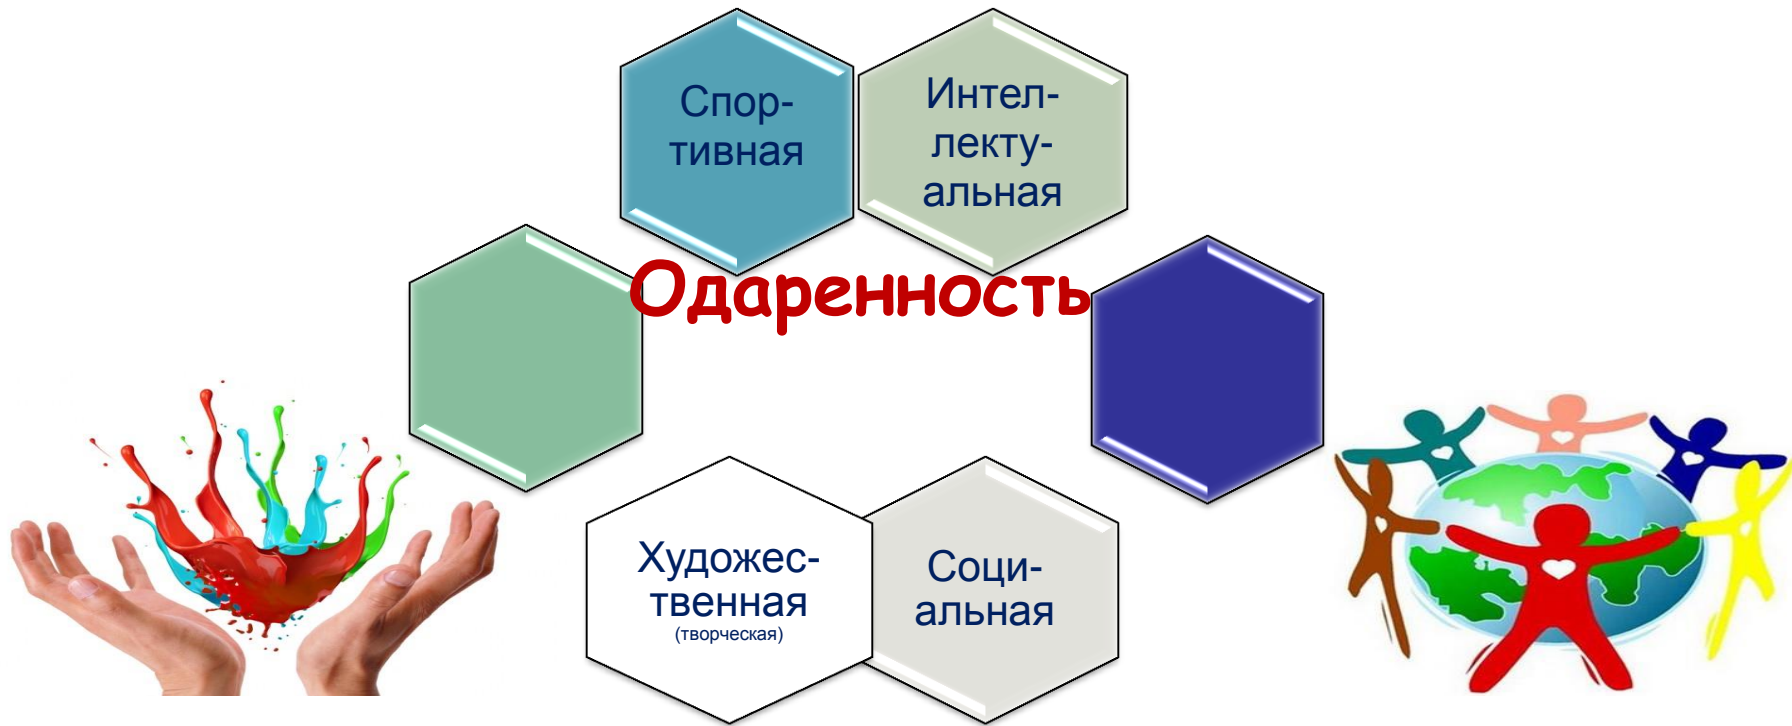 Спор-
тивная
Интел-
лекту-
альная
Одаренность
Художес-
твенная
(творческая)
Соци-
альная